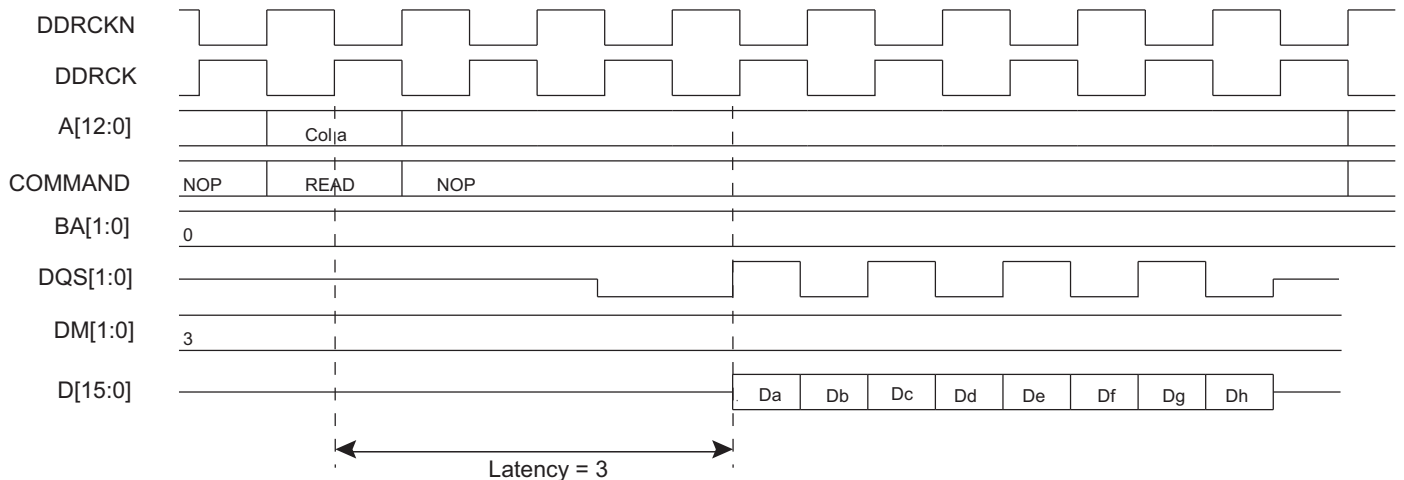 DDRCKN
DDRCK
A[12:0]
Col a
COMMAND
NOP READ NOP
BA[1:0]
0
DQS[1:0]
DM[1:0]
3
D[15:0]
Da Db Dc Dd De Df Dg Dh
Latency = 3